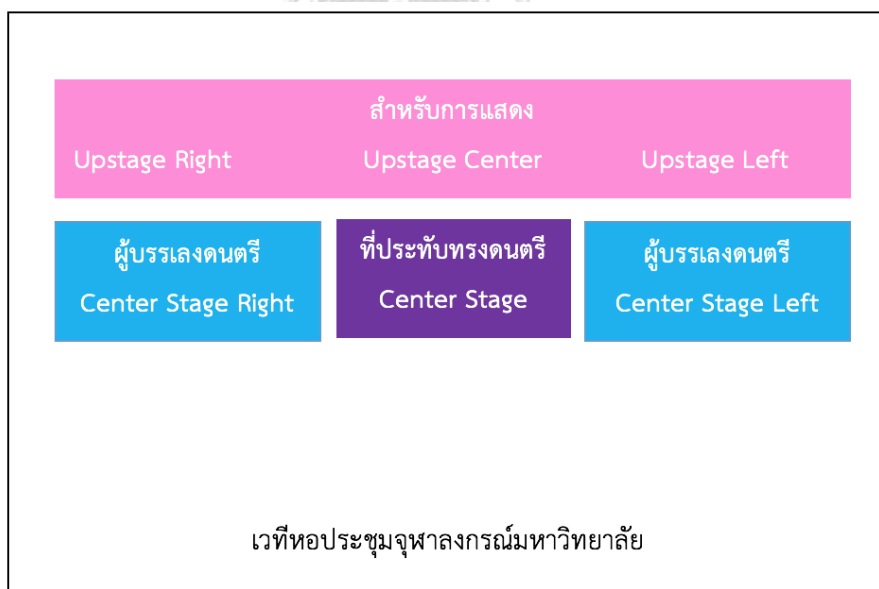 สำหรับการแสดง
Upstage Right Upstage Center Upstage Left
ผู้บรรเลงดนตรี
Center Stage Right
ที่ประทับทรงดนตรี
Center Stage
ผู้บรรเลงดนตรี
Center Stage Left
เวทีหอประชุมจุฬาลงกรณ์มหาวิทยาลัย